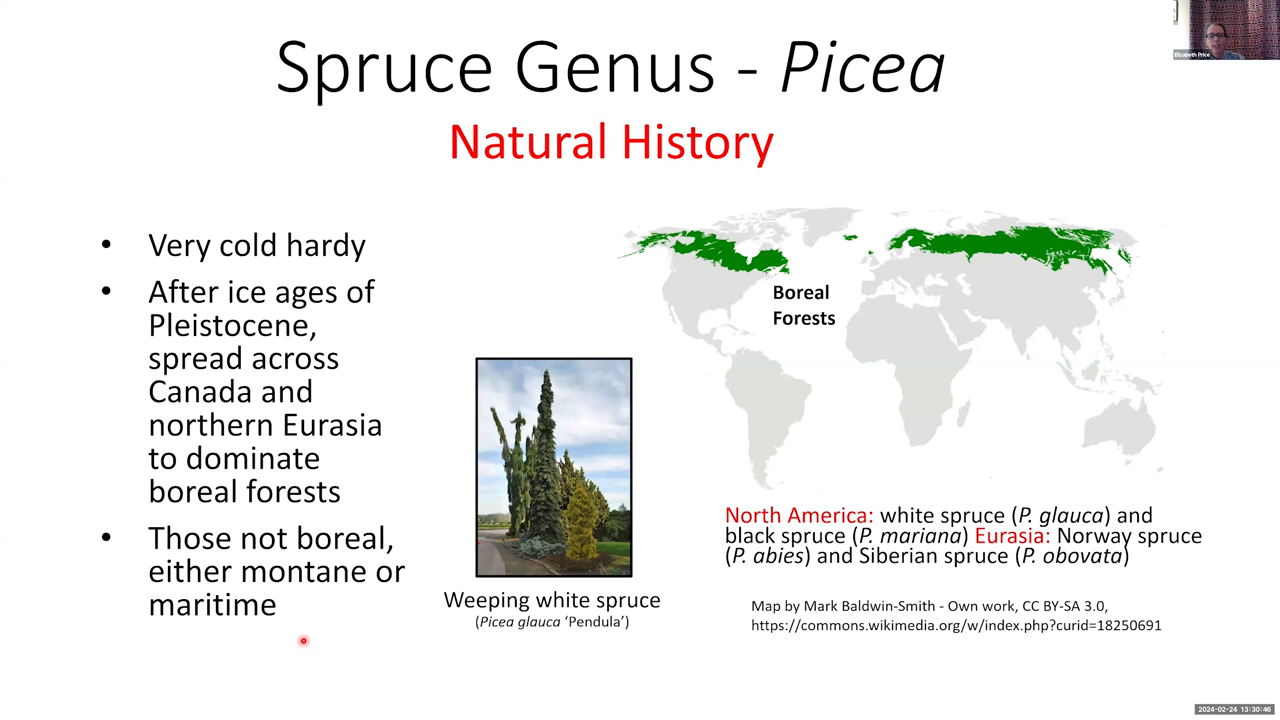 Spruce Genus - Picea
Natural History
• Very cold hardy
• After ice ages of
Pleistocene,
spread across
Canada and
northern Eurasia
to dominate
boreal forests
• Those not boreal,
either montane or
maritime
Weeping white spruce
(Picea glauca ‘Pendula’)
Boreal
Forests
North America: white spruce (P. glauca) and
black spruce (P. mariana) Eurasia: Norway spruce
(P. abies) and Siberian spruce (P. obovata)
Map by Mark Baldwin-Smith - Own work, CC BY-SA 3.0,
https://commons.wikimedia.org/w/index.php?curid=18250691
Elizabeth Price
2024-02-24 13:30:46